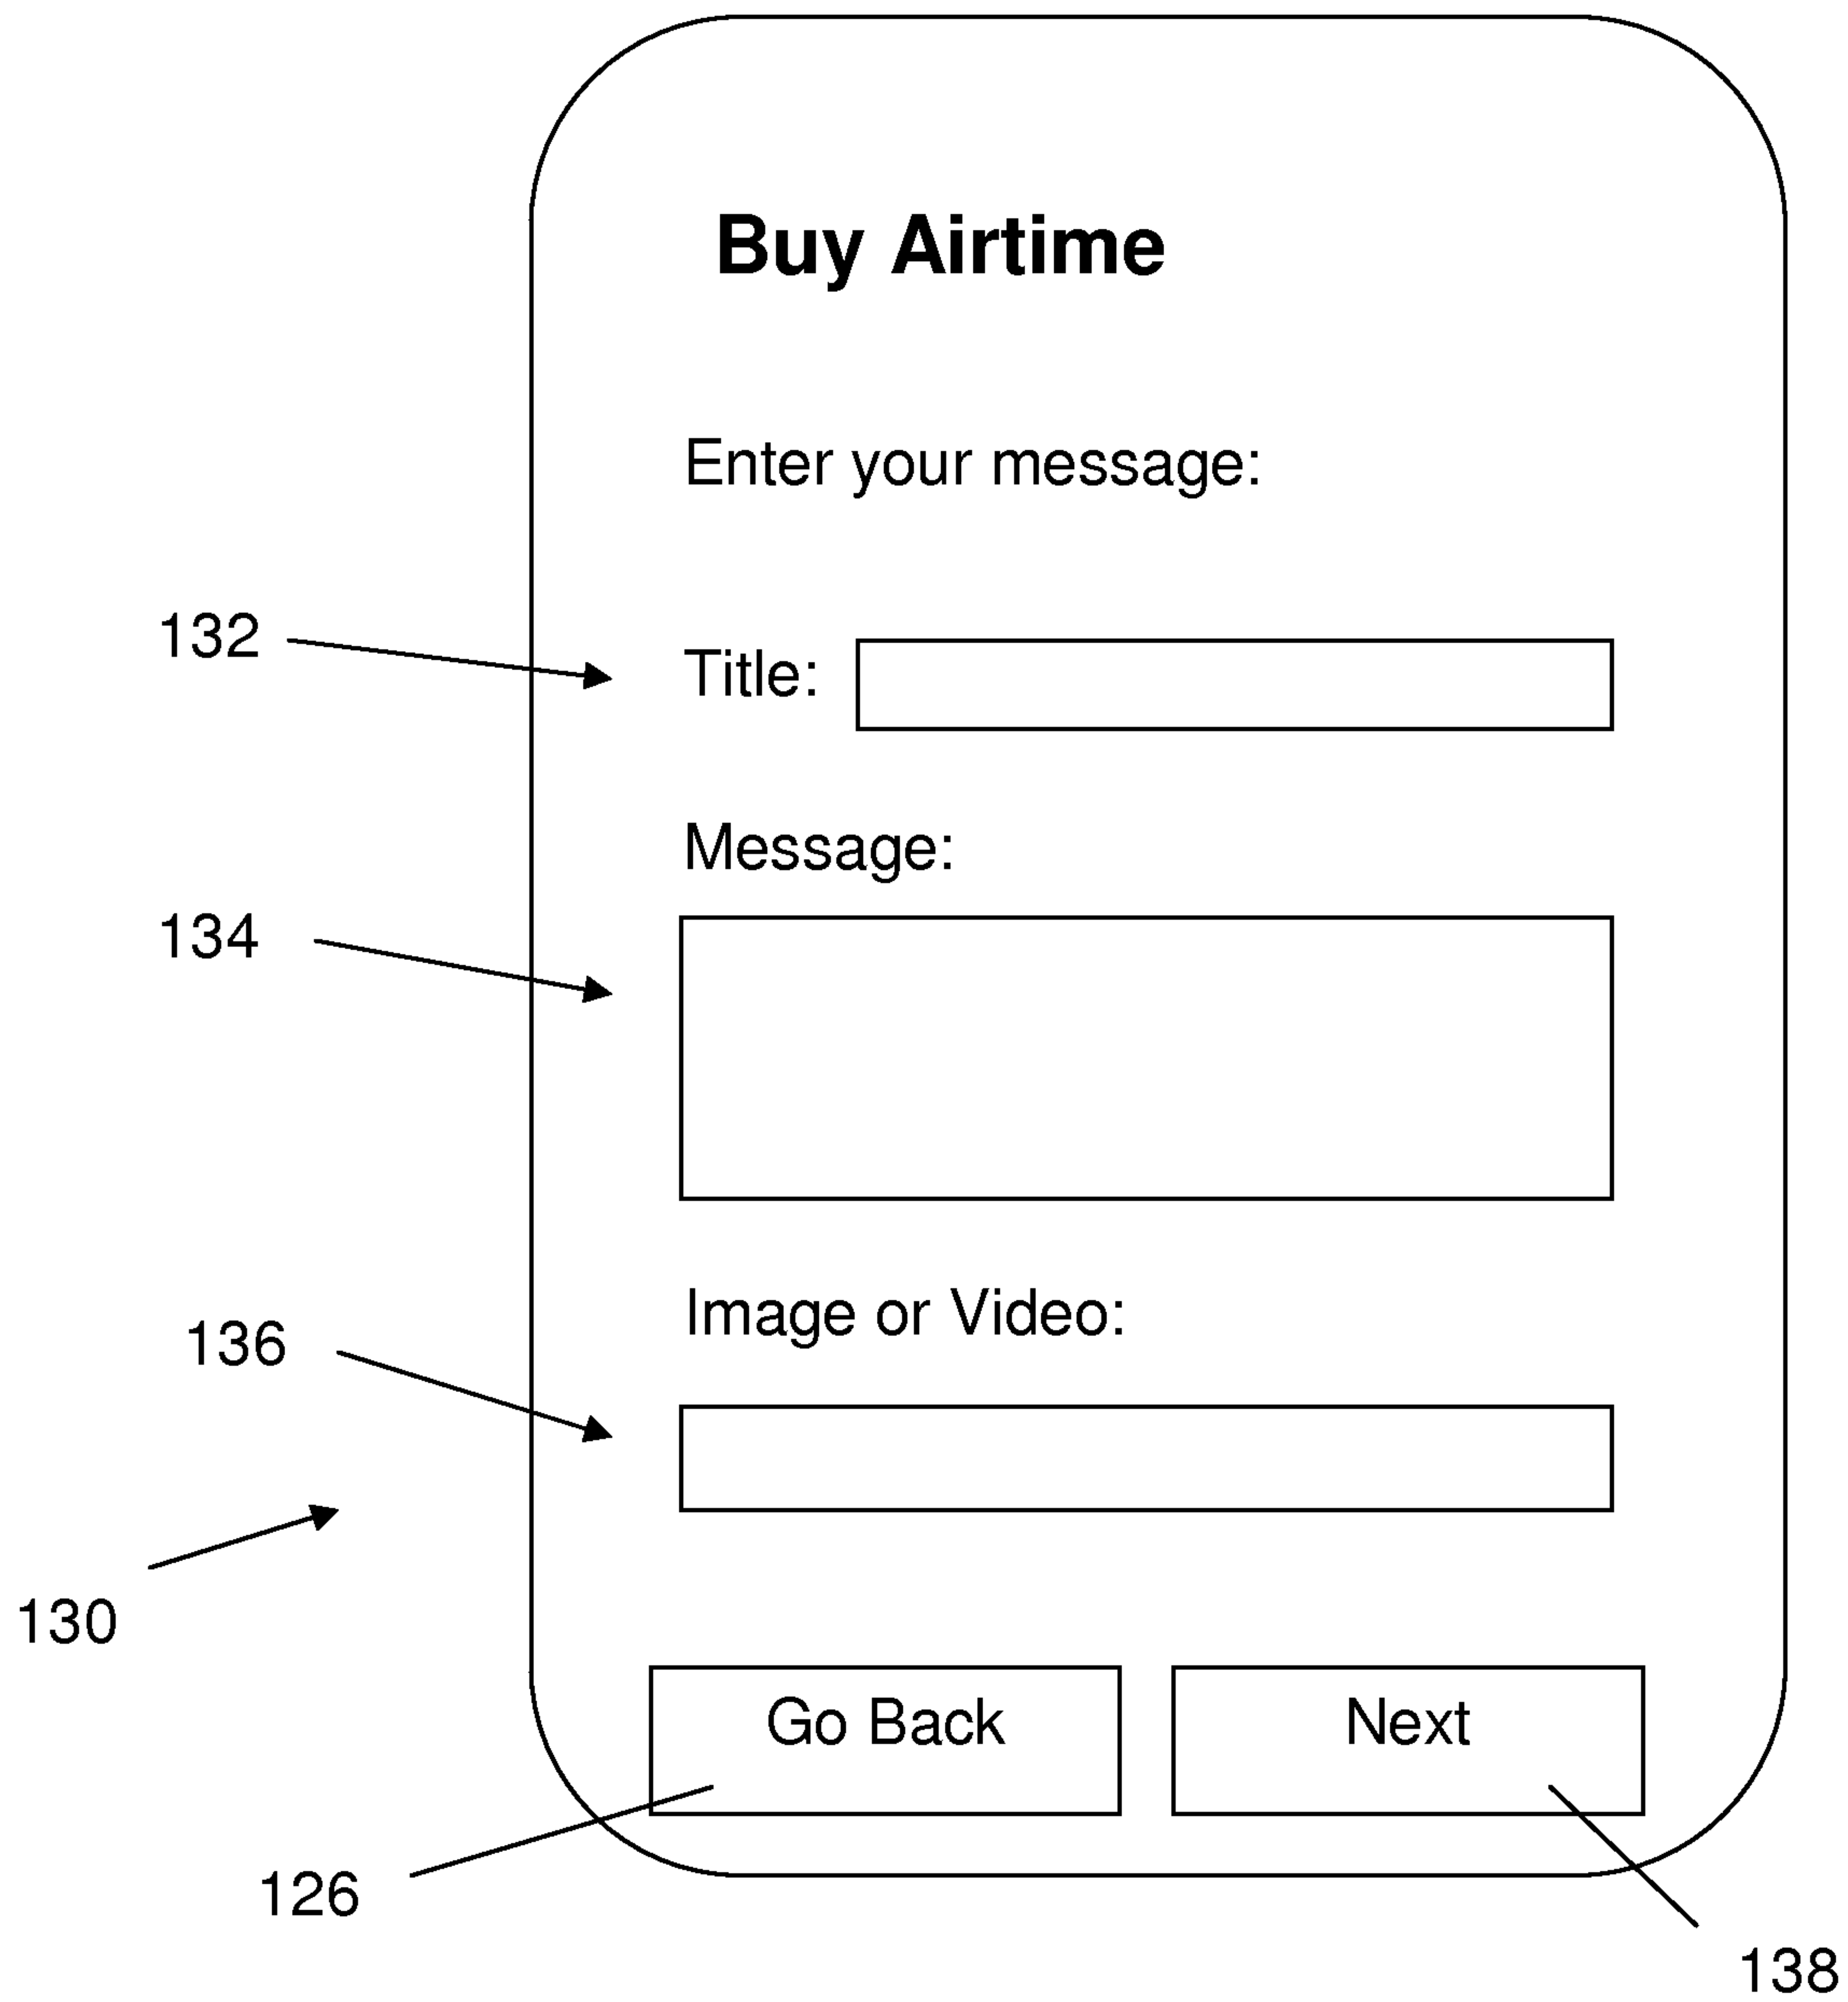 Buy Airtime
Enter your message:
132
Title:
Message:
134
Image or Video:
136
130
Go Back
Next
126
138